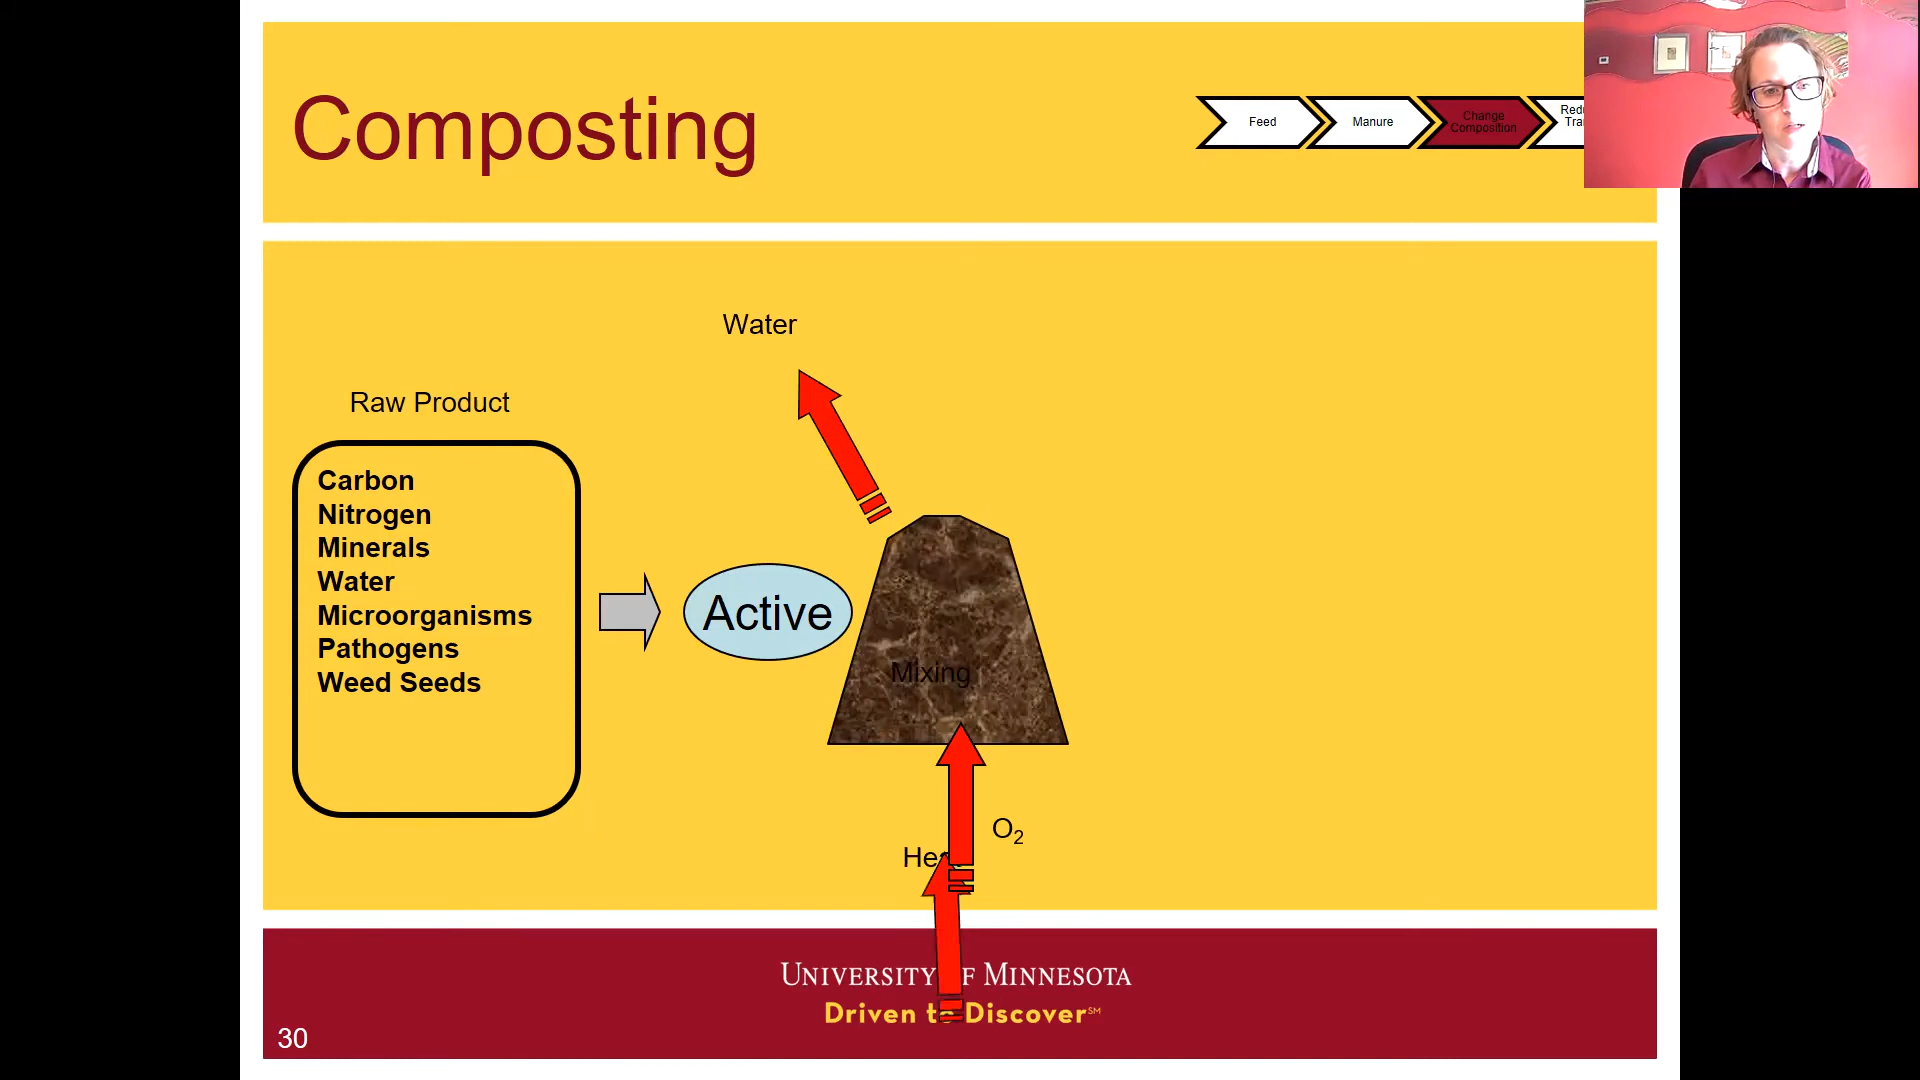 Composting
Feed
Manure
Change
Composition
Water
Raw Product
Carbon
Nitrogen
Minerals
Water
Microorganisms
Pathogens
Weed Seeds
Active
Mixing
O₂
UNIVERSITY OF MINNESOTA
Driven to Discover℠
30